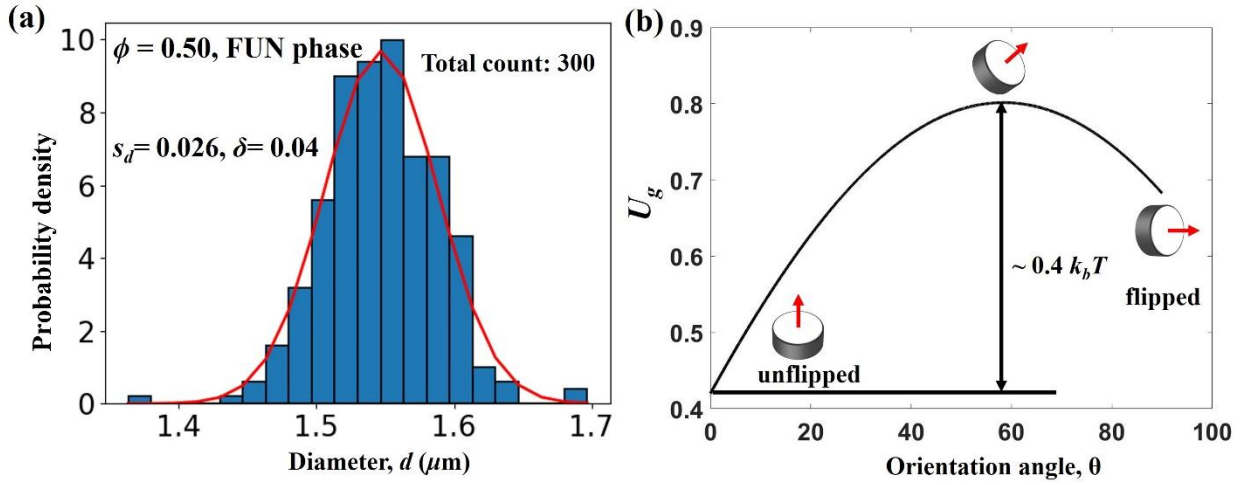 (a)
ϕ = 0.50, FUN phase
Total count: 300
s_d= 0.026, δ= 0.04
Probability density
10
8
6
4
2
0
1.4 1.5 1.6 1.7
Diameter, d (μm)
(b)
U_g
0.9
0.8
0.7
0.6
0.5
0.4
~ 0.4 k_bT
flipped
unflipped
0 20 40 60 80 100
Orientation angle, θ